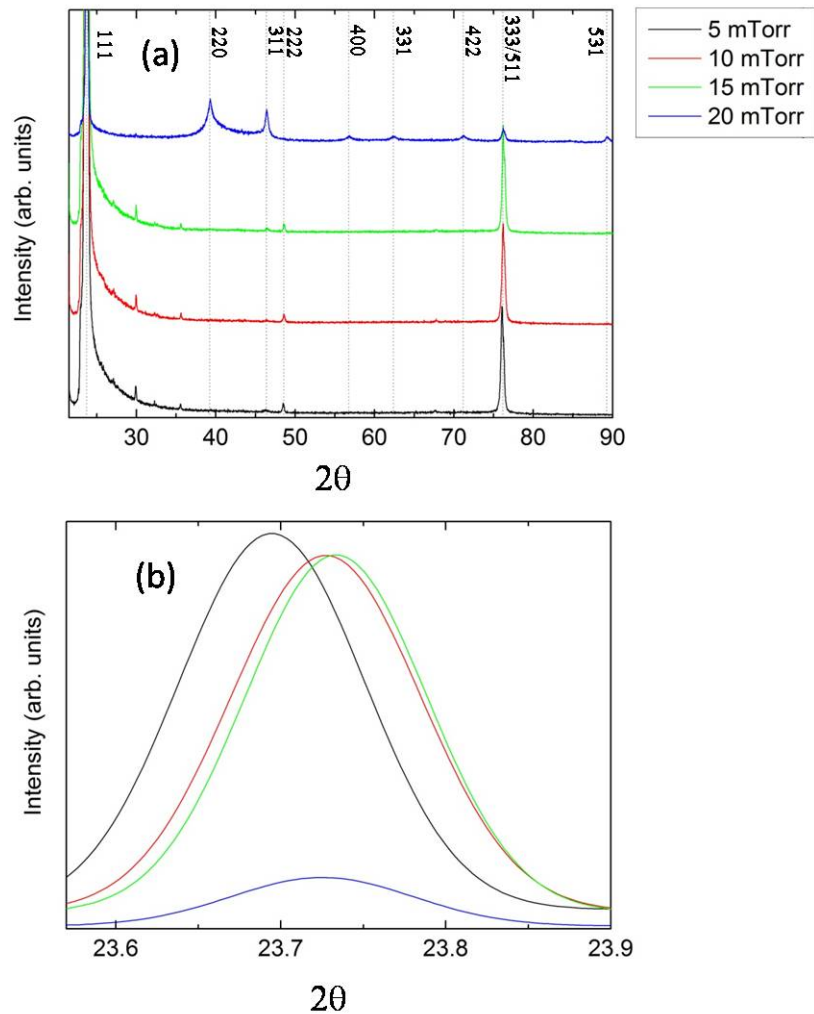 (a)
111
220
311
222
400
331
422
333/511
531
5 mTorr
10 mTorr
15 mTorr
20 mTorr
Intensity (arb. units)
30 40 50 60 70 80 90
2θ
(b)
Intensity (arb. units)
23.6 23.7 23.8 23.9
2θ